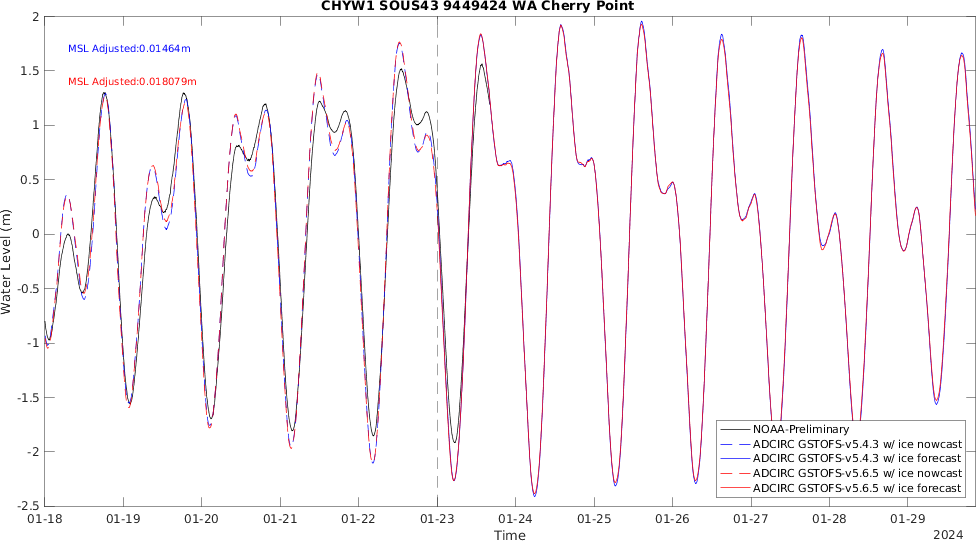 CHYW1 SOUS43 9449424 WA Cherry Point
MSL Adjusted:0.01464m
MSL Adjusted:0.018079m
Water Level (m)
2
1.5
1
0.5
0
-0.5
-1
-1.5
-2
-2.5
NOAA-Preliminary
ADCIRC GSTOFS-v5.4.3 w/ ice nowcast
ADCIRC GSTOFS-v5.4.3 w/ ice forecast
ADCIRC GSTOFS-v5.6.5 w/ ice nowcast
ADCIRC GSTOFS-v5.6.5 w/ ice forecast
01-18 01-19 01-20 01-21 01-22 01-23 01-24 01-25 01-26 01-27 01-28 01-29
Time
2024